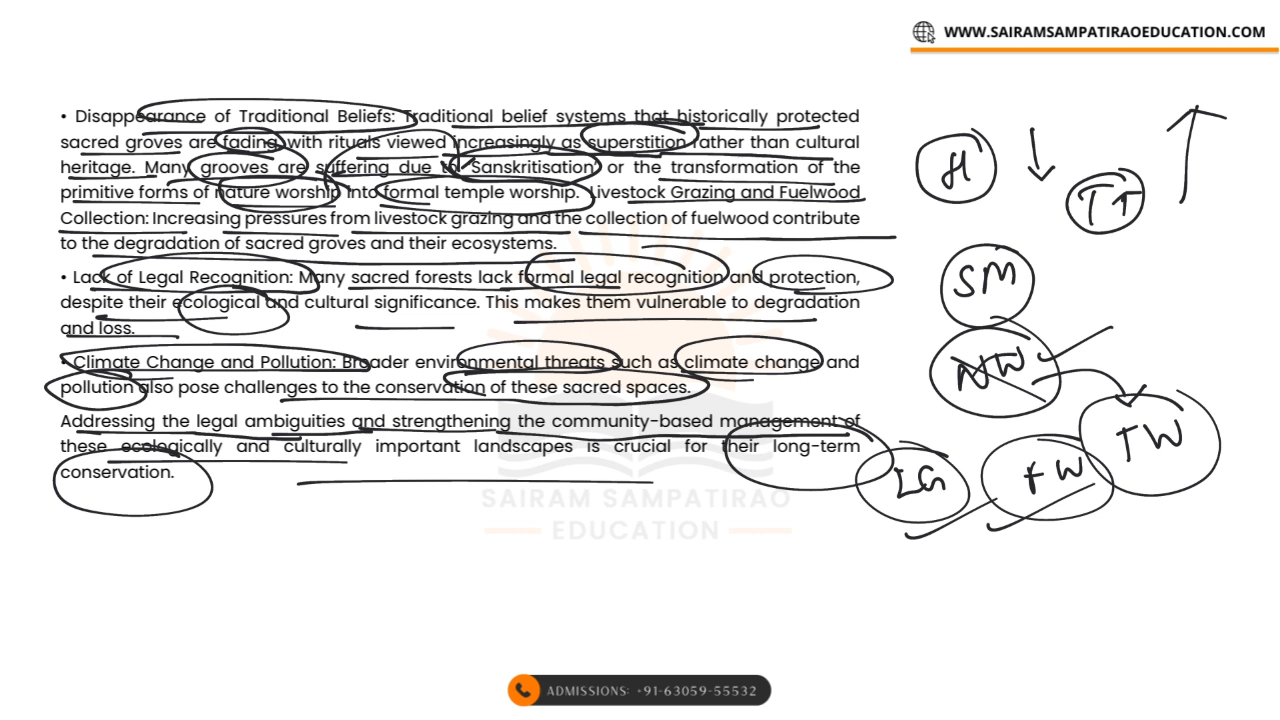 WWW.SAIRAMSAMPATIRAOEDUCATION.COM
• Disappearance of Traditional Beliefs: Traditional belief systems that historically protected
sacred groves are fading with rituals viewed increasingly as superstition rather than cultural
heritage. Many grooves are suffering due to Sanskritisation or the transformation of the
primitive forms of nature worship into formal temple worship. Livestock Grazing and Fuelwood
Collection: Increasing pressures from livestock grazing and the collection of fuelwood contribute
to the degradation of sacred groves and their ecosystems.
• Lack of Legal Recognition: Many sacred forests lack formal legal recognition and protection,
despite their ecological and cultural significance. This makes them vulnerable to degradation
and loss.
• Climate Change and Pollution: Broader environmental threats such as climate change and
pollution also pose challenges to the conservation of these sacred spaces.
Addressing the legal ambiguities and strengthening the community-based management of
these ecologically and culturally important landscapes is crucial for their long-term
conservation.
H
SM
NW
TW
LG
FW
SAIRAM SAMPATIRAO
EDUCATION
ADMISSIONS: +91-63059-55532